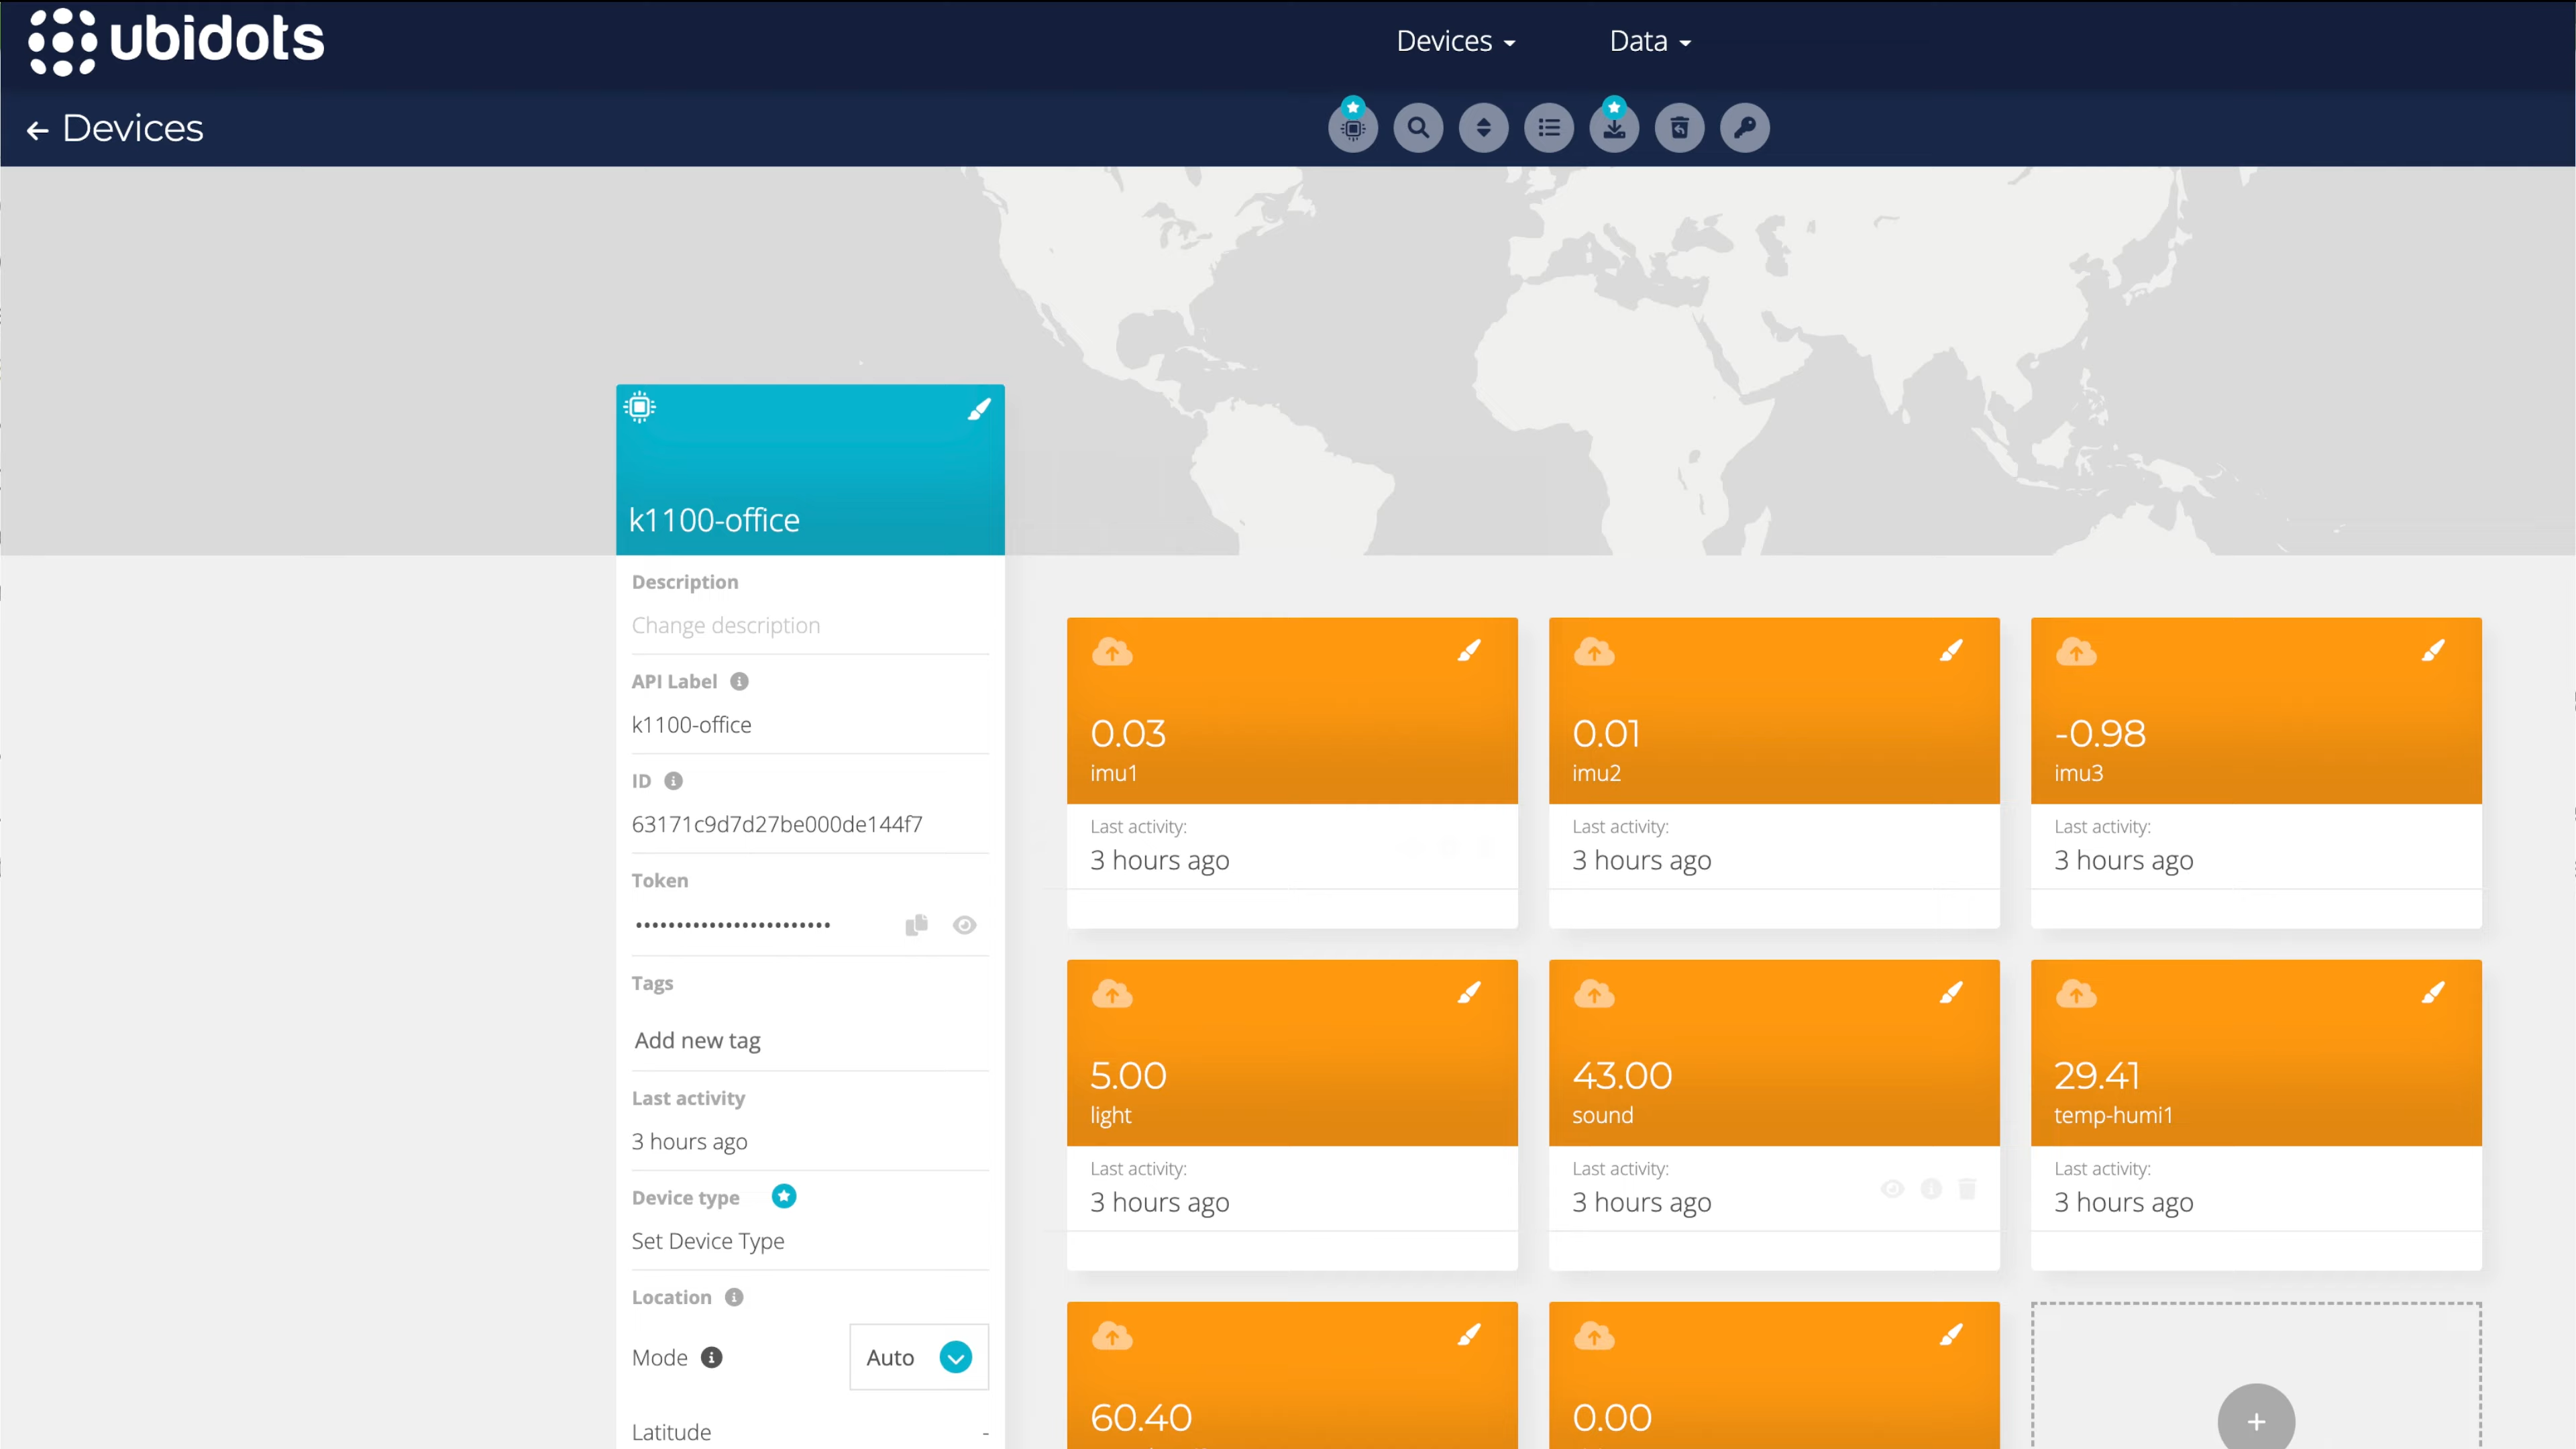 ubidots
Devices
Data
Devices
k1100-office
Description
Change description
API Label
k1100-office
ID
63171c9d7d27be000de144f7
Token
Tags
Add new tag
Last activity
3 hours ago
Device type
Set Device Type
Location
Mode
Auto
Latitude
-
0.03
imu1
Last activity:
3 hours ago
0.01
imu2
Last activity:
3 hours ago
-0.98
imu3
Last activity:
3 hours ago
5.00
light
Last activity:
3 hours ago
43.00
sound
Last activity:
3 hours ago
29.41
temp-humi1
Last activity:
3 hours ago
60.40
0.00